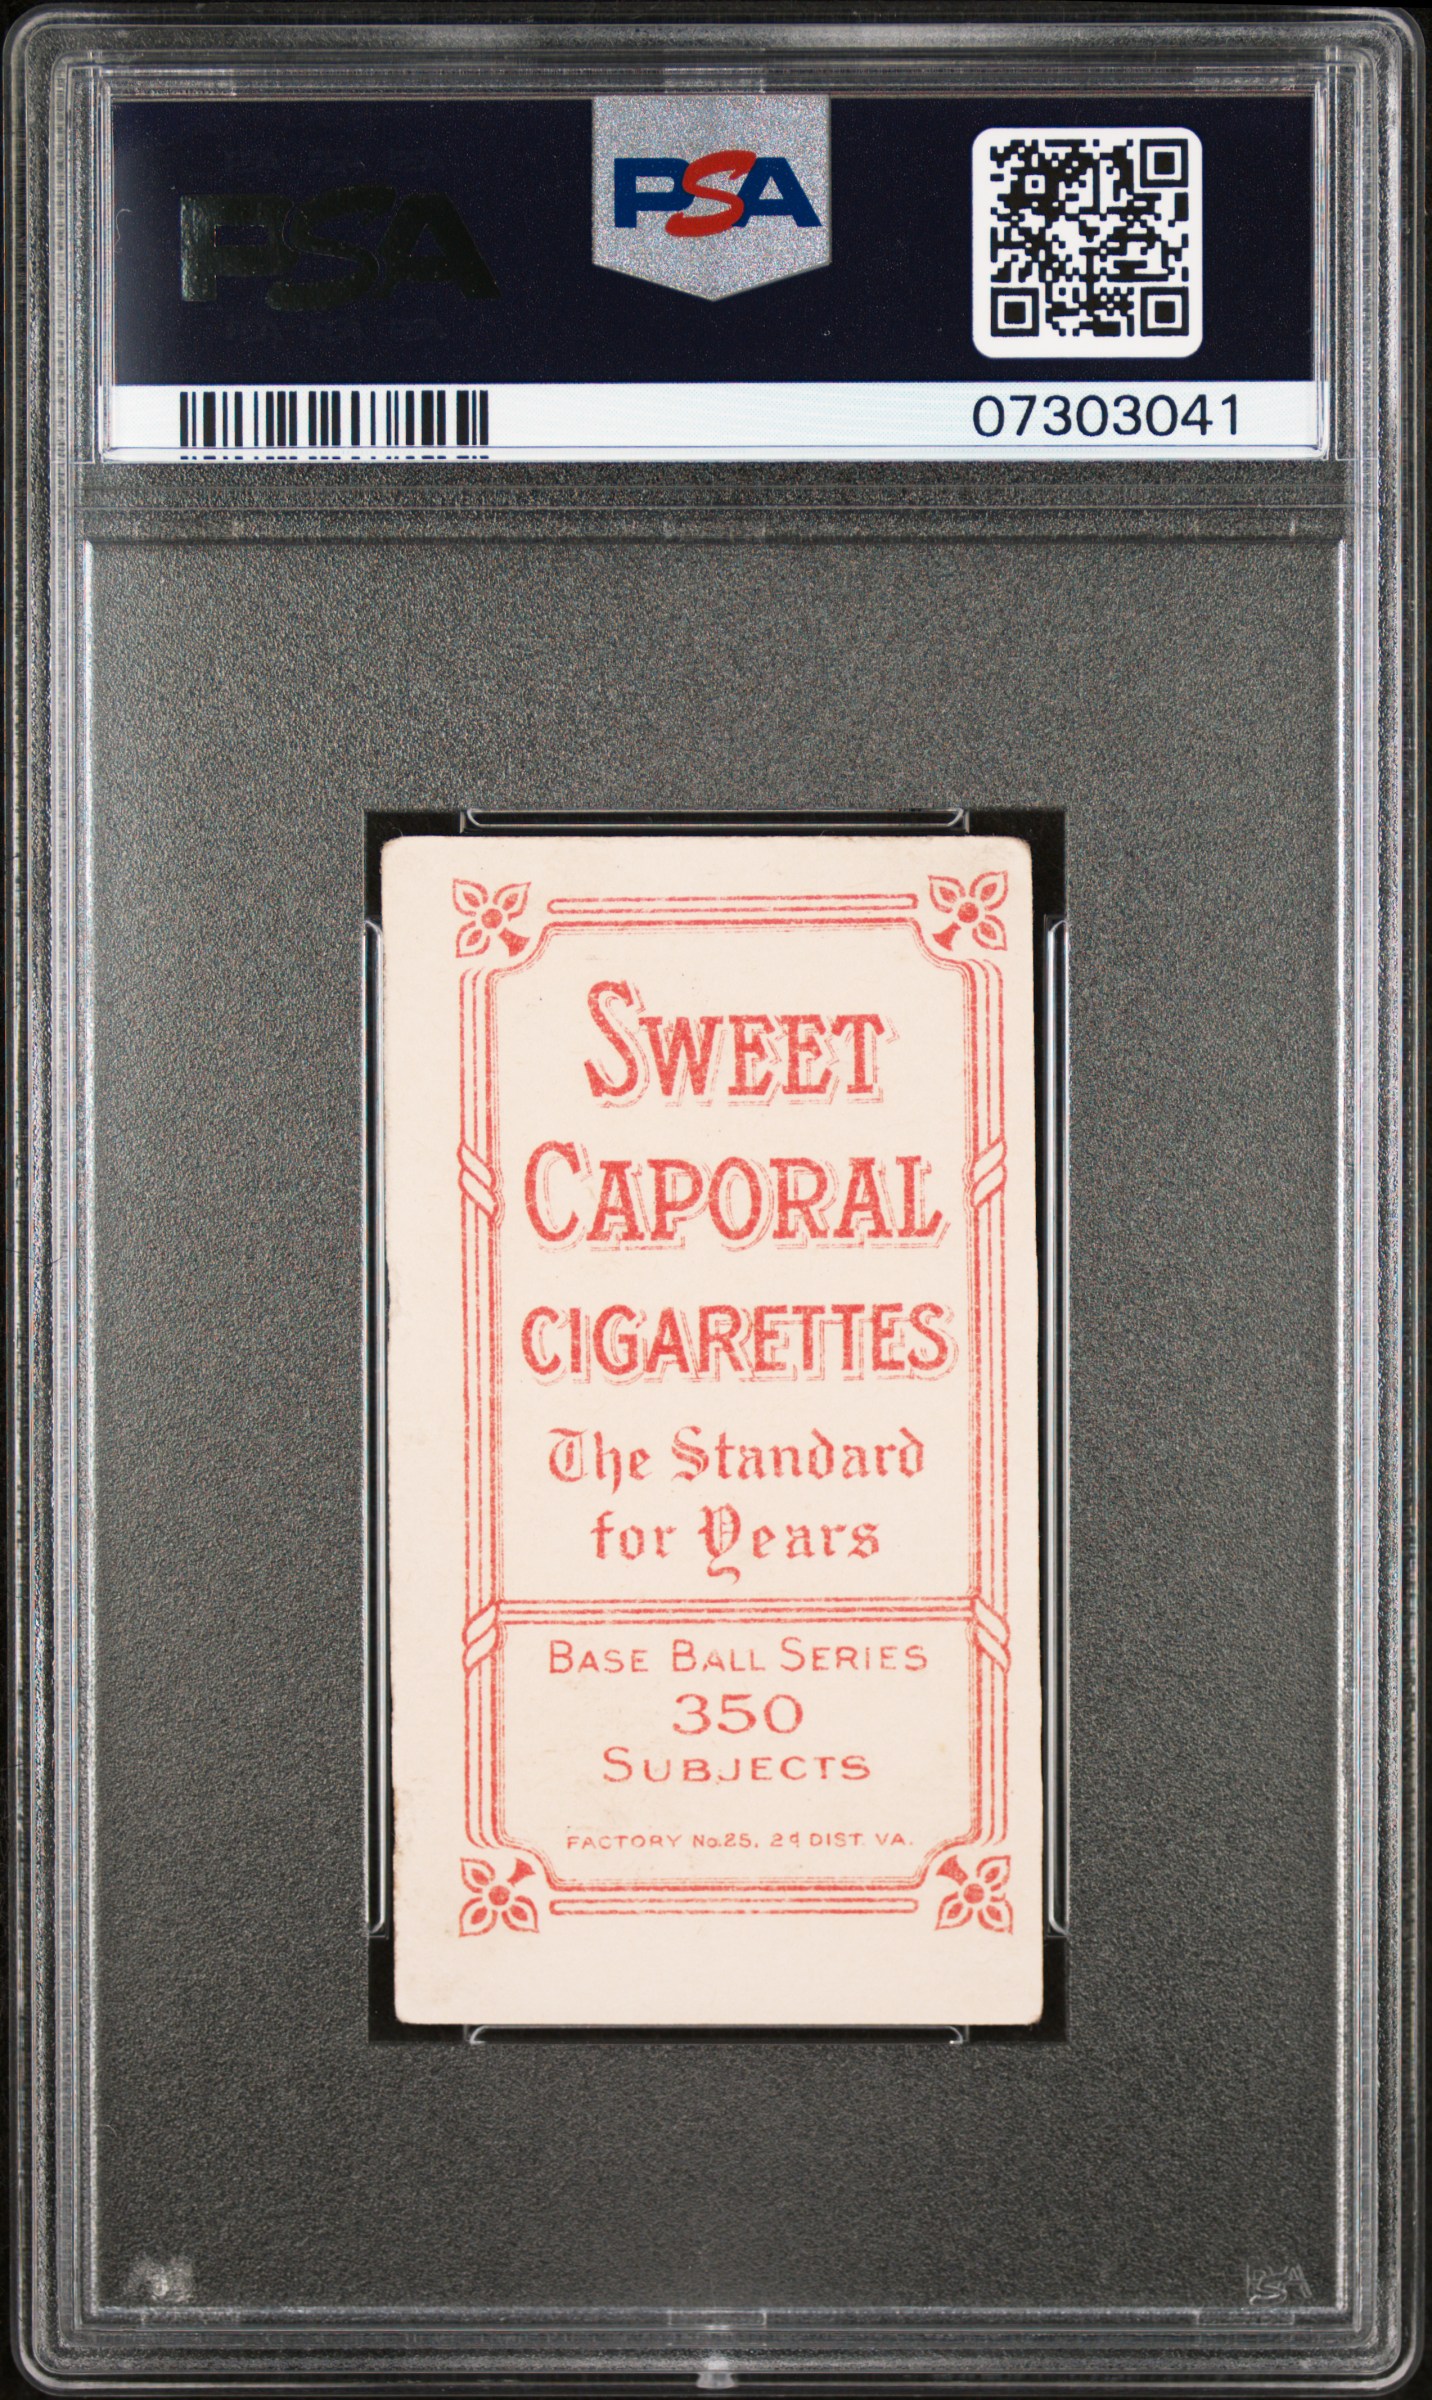 PSA
PSA
07303041
SWEET
CAPORAL
CIGARETTES
The Standard
for Years
BASE BALL SERIES
350
SUBJECTS
FACTORY No.25, 2d DIST. VA.
PSA